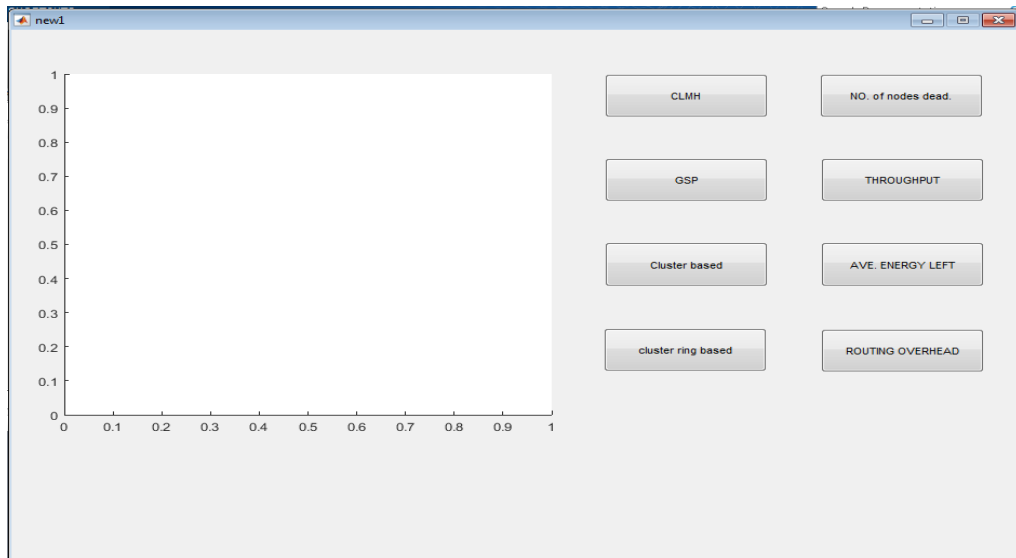 new1
1
0.9
0.8
0.7
0.6
0.5
0.4
0.3
0.2
0.1
0
0 0.1 0.2 0.3 0.4 0.5 0.6 0.7 0.8 0.9 1
CLMH NO. of nodes dead.
GSP THROUGHPUT
Cluster based AVE. ENERGY LEFT
cluster ring based ROUTING OVERHEAD